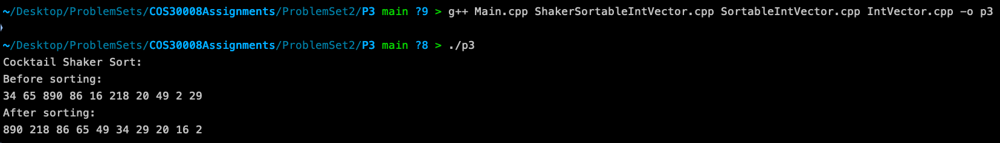 ~/Desktop/ProblemSets/COS30008Assignments/ProblemSet2/P3 main ?9 > g++ Main.cpp ShakerSortableIntVector.cpp SortableIntVector.cpp IntVector.cpp -o p3
~/Desktop/ProblemSets/COS30008Assignments/ProblemSet2/P3 main ?8 > ./p3
Cocktail Shaker Sort:
Before sorting:
34 65 890 86 16 218 20 49 2 29
After sorting:
890 218 86 65 49 34 29 20 16 2